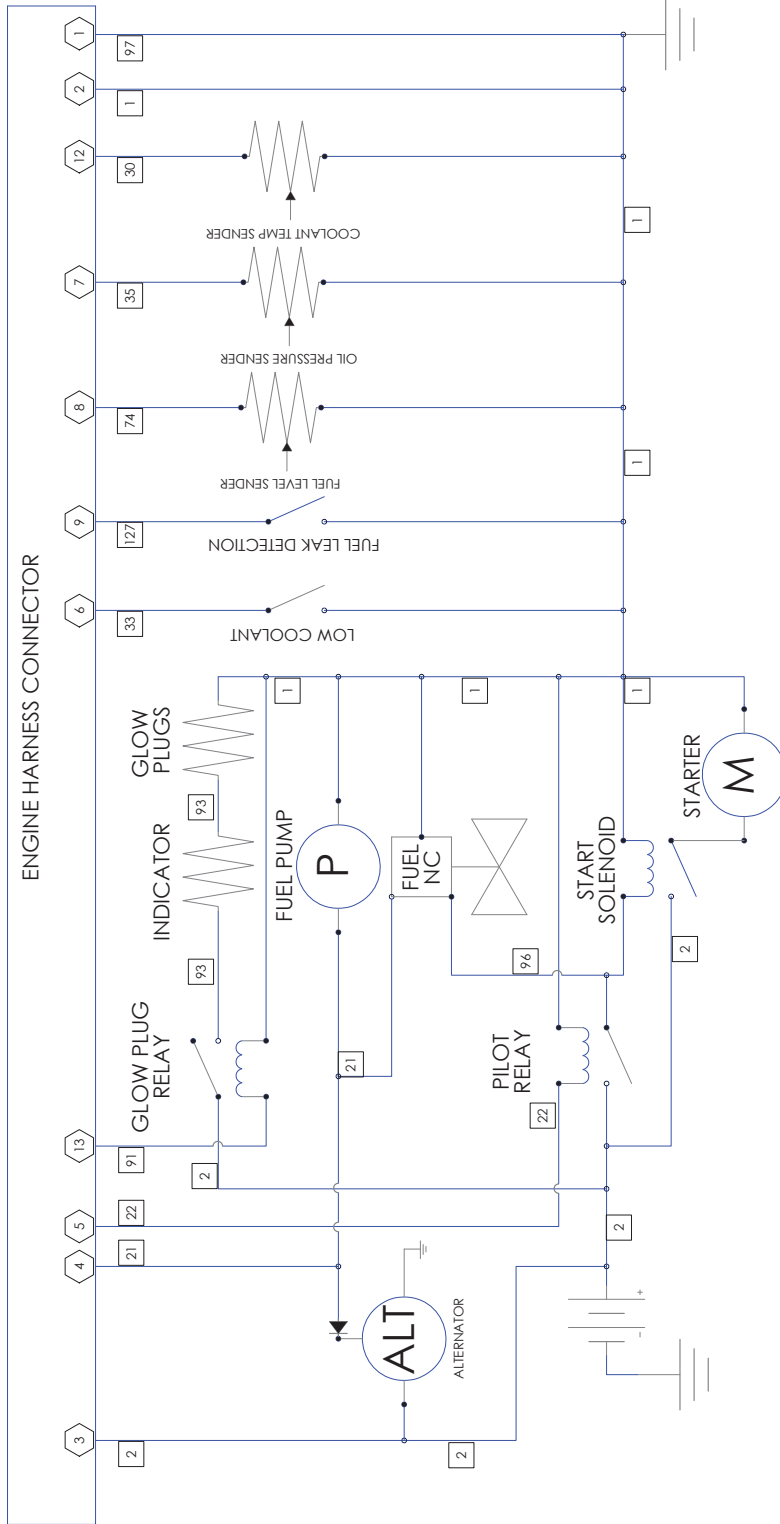 ENGINE HARNESS CONNECTOR
3
4
5
13
6
9
8
7
12
2
1
2
21
22
91
33
127
74
35
30
1
97
2
GLOW PLUG
RELAY
93
INDICATOR
93
GLOW
PLUGS
1
LOW COOLANT
FUEL LEAK DETECTION
FUEL LEVEL SENDER
OIL PRESSURE SENDER
COOLANT TEMP SENDER
FUEL PUMP
P
21
ALT
ALTERNATOR
2
FUEL
NC
1
96
22
PILOT
RELAY
2
+
-
START
SOLENOID
1
1
1
2
STARTER
M